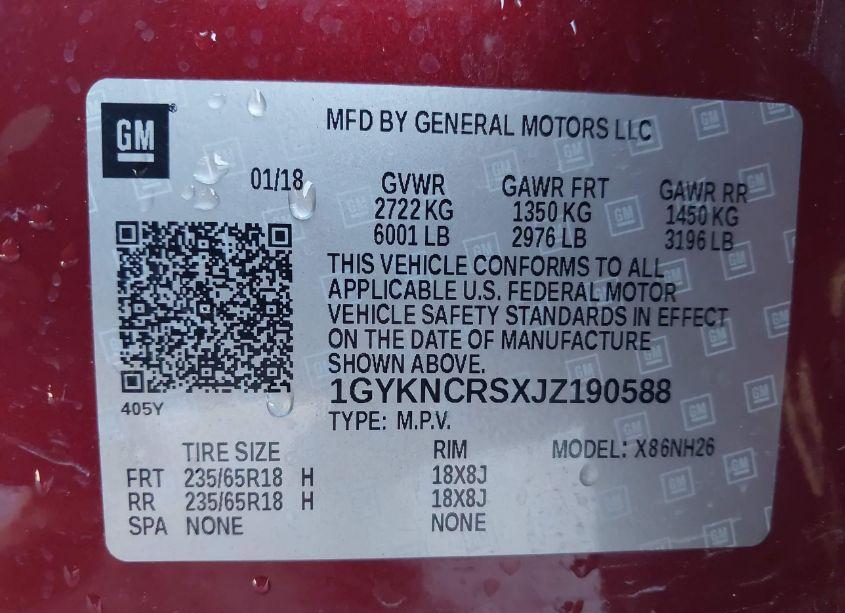 GM
MFD BY GENERAL MOTORS LLC
01/18 GVWR GAWR FRT GAWR RR
2722 KG 1350 KG 1450 KG
6001 LB 2976 LB 3196 LB
THIS VEHICLE CONFORMS TO ALL
APPLICABLE U.S. FEDERAL MOTOR
VEHICLE SAFETY STANDARDS IN EFFECT
ON THE DATE OF MANUFACTURE
SHOWN ABOVE.
1GYKNCRSXJZ190588
405Y
TYPE: M.P.V.
TIRE SIZE RIM MODEL: X86NH26
FRT 235/65R18 H 18X8J
RR 235/65R18 H 18X8J
SPA NONE NONE